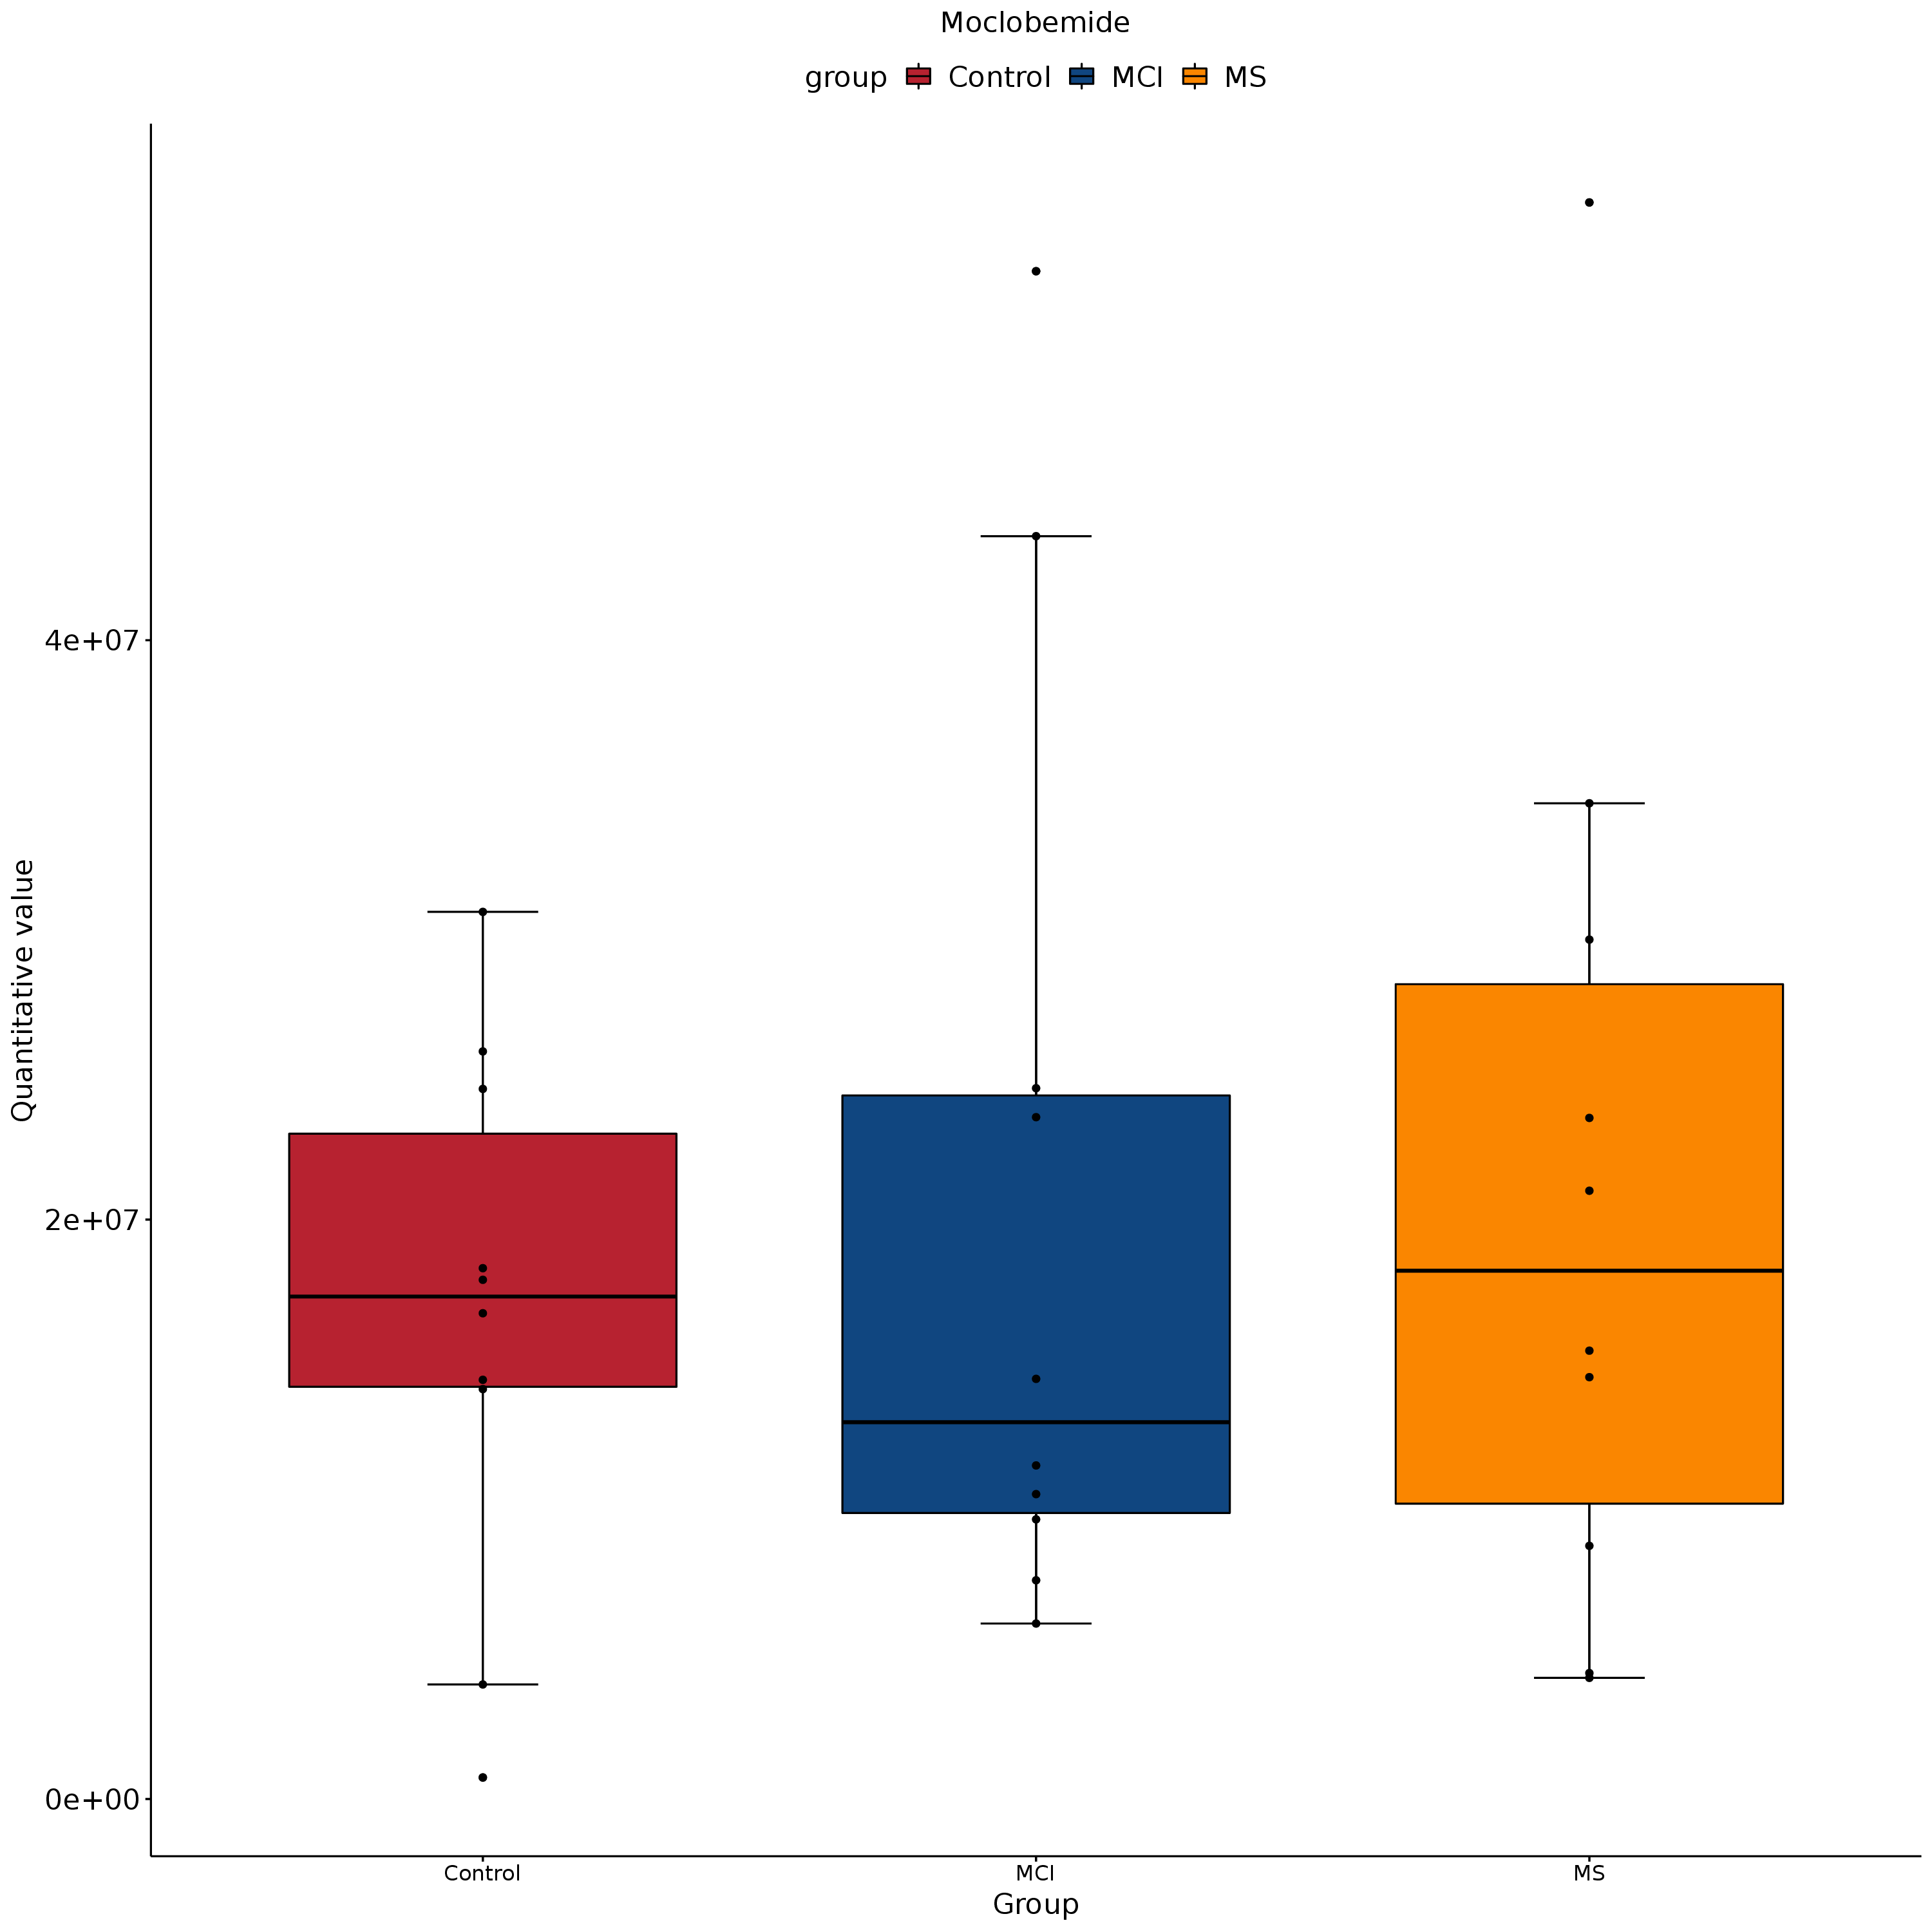 Moclobemide
group Control MCI MS
Quantitative value
4e+07
2e+07
0e+00
Control MCI MS
Group